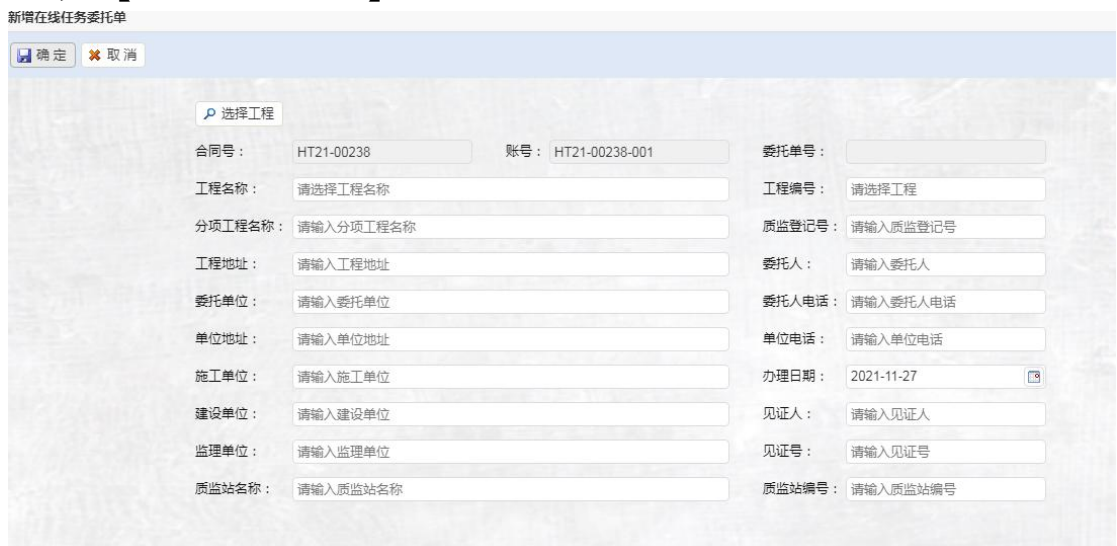 新增在线任务委托单
确定 取消
选择工程
合同号： HT21-00238 账号： HT21-00238-001 委托单号：
工程名称： 请选择工程名称 工程编号： 请选择工程
分项工程名称： 请输入分项工程名称 质监登记号： 请输入质监登记号
工程地址： 请输入工程地址 委托人： 请输入委托人
委托单位： 请输入委托单位 委托人电话： 请输入委托人电话
单位地址： 请输入单位地址 单位电话： 请输入单位电话
施工单位： 请输入施工单位 办理日期： 2021-11-27
建设单位： 请输入建设单位 见证人： 请输入见证人
监理单位： 请输入监理单位 见证号： 请输入见证号
质监站名称： 请输入质监站名称 质监站编号： 请输入质监站编号